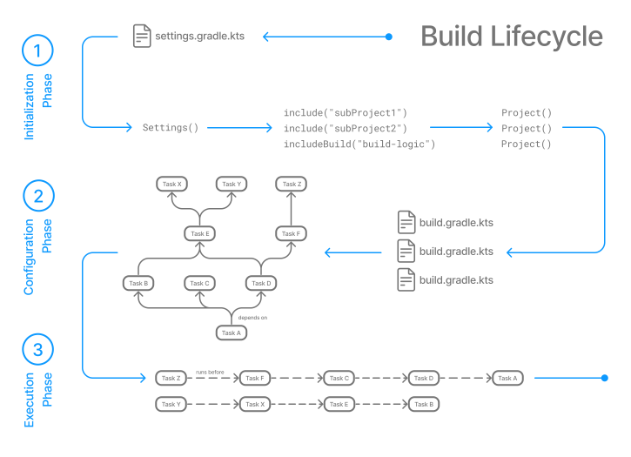 Build Lifecycle
1
Initialization
Phase
settings.gradle.kts
Settings()
include("subProject1")
include("subProject2")
includeBuild("build-logic")
Project()
Project()
Project()
2
Configuration
Phase
Task X
Task Y
Task Z
Task E
Task F
Task B
Task C
Task D
depends on
Task A
build.gradle.kts
build.gradle.kts
build.gradle.kts
3
Execution
Phase
Task Z
runs before
Task F
Task C
Task D
Task A
Task Y
Task X
Task E
Task B